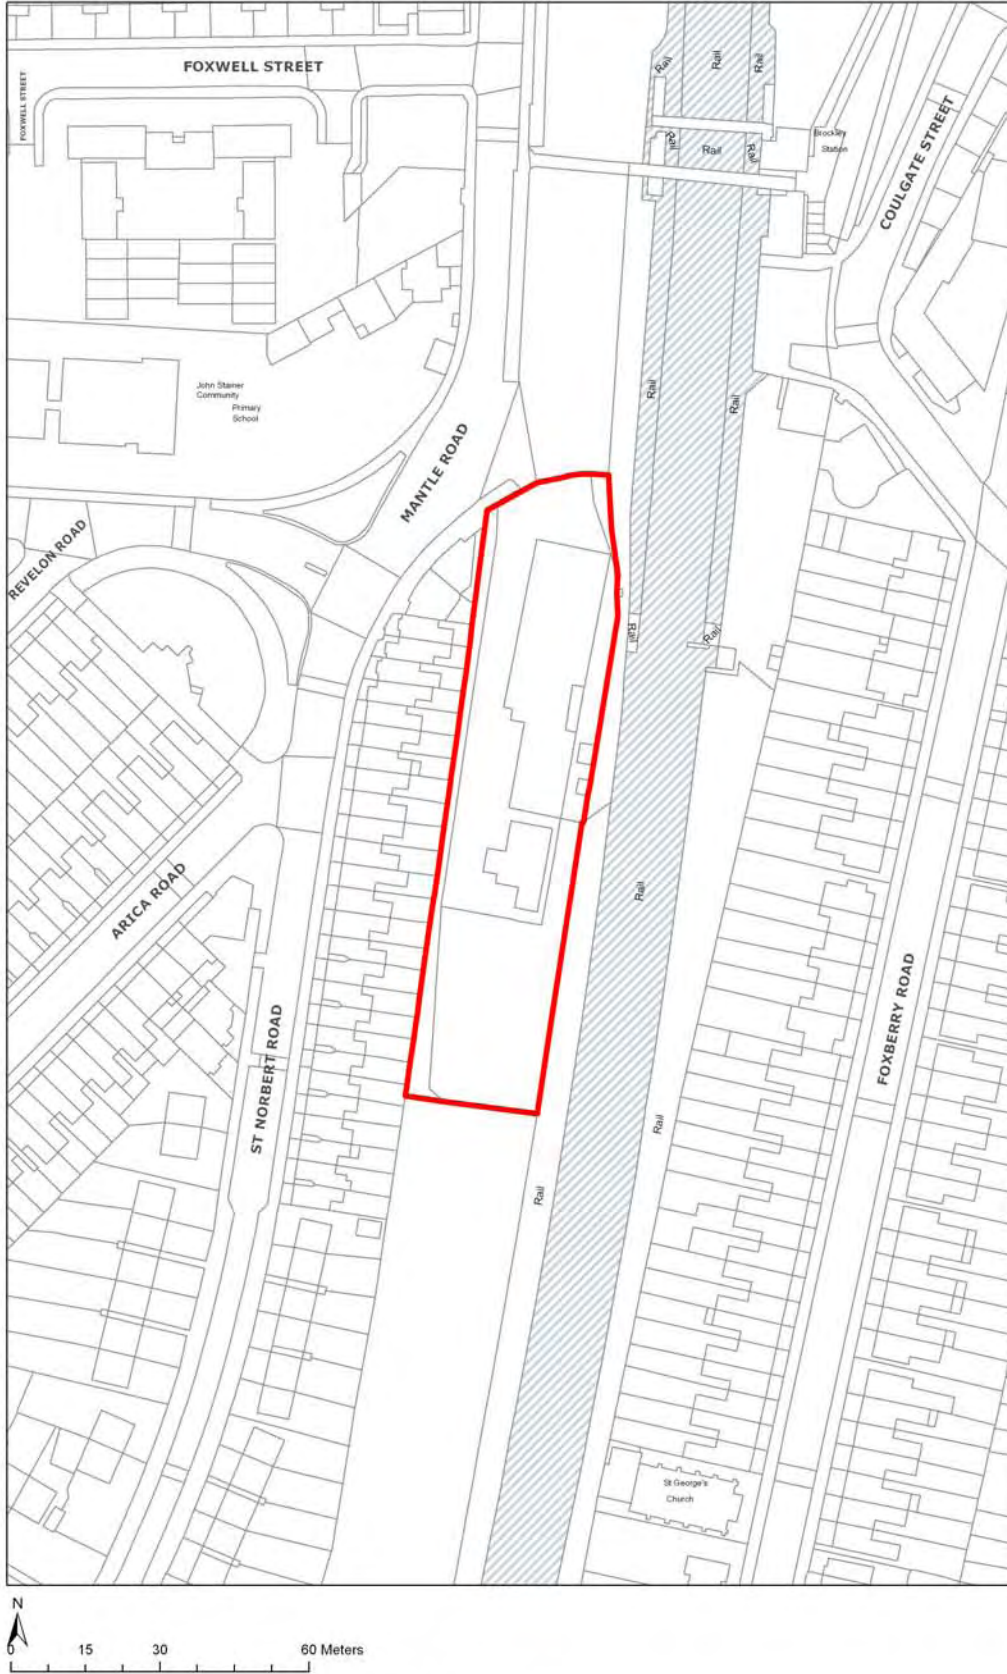 FOXWELL STREET
FOXWELL STREET
Rail
Rail
Rail
Rail
Rail
Rail
Brockley
Station
COULGATE STREET
John Stainer
Community
Primary
School
Rail
Rail
MANTLE ROAD
REVELON ROAD
Rail
Rail
ARICA ROAD
Rail
ST NORBERT ROAD
FOXBERRY ROAD
Rail
Rail
St George's
Church
N
0 15 30 60 Meters